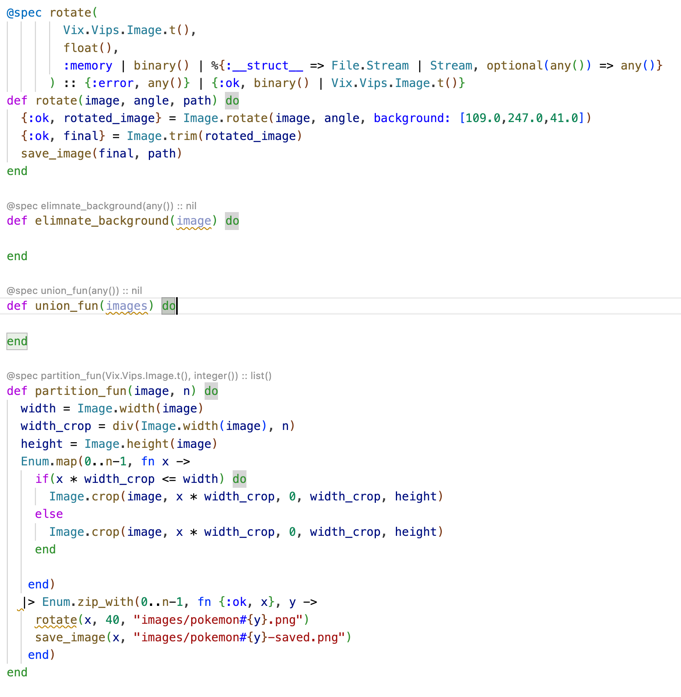 @spec rotate(
        Vix.Vips.Image.t(),
        float(),
        :memory | binary() | %{:__struct__ => File.Stream | Stream, optional(any()) => any()}
      ) :: {:error, any()} | {:ok, binary() | Vix.Vips.Image.t()}
def rotate(image, angle, path) do
  {:ok, rotated_image} = Image.rotate(image, angle, background: [109.0,247.0,41.0])
  {:ok, final} = Image.trim(rotated_image)
  save_image(final, path)
end
@spec elimnate_background(any()) :: nil
def elimnate_background(image) do
end
@spec union_fun(any()) :: nil
def union_fun(images) do
end
@spec partition_fun(Vix.Vips.Image.t(), integer()) :: list()
def partition_fun(image, n) do
  width = Image.width(image)
  width_crop = div(Image.width(image), n)
  height = Image.height(image)
  Enum.map(0..n-1, fn x ->
    if(x * width_crop <= width) do
      Image.crop(image, x * width_crop, 0, width_crop, height)
    else
      Image.crop(image, x * width_crop, 0, width_crop, height)
    end
   end)
  |> Enum.zip_with(0..n-1, fn {:ok, x}, y ->
    rotate(x, 40, "images/pokemon#{y}.png")
    save_image(x, "images/pokemon#{y}-saved.png")
   end)
end